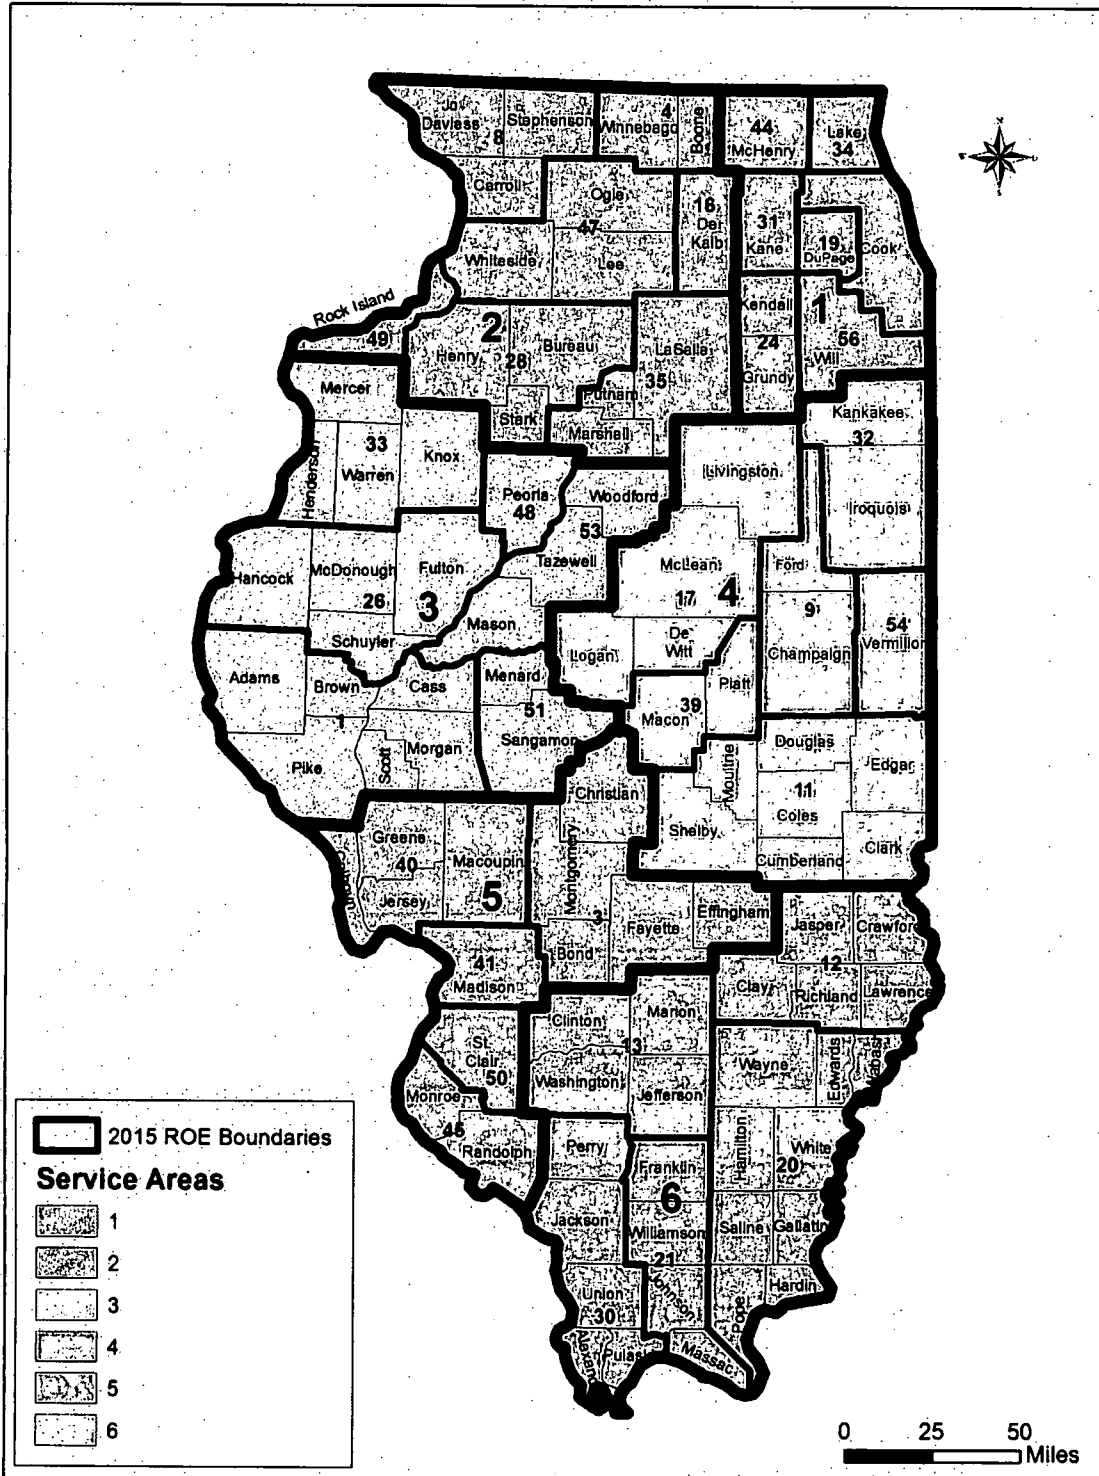 Jo
Daviess
8
Stephenson
4
Winnebago
Boone
44
McHenry
Lake
34
Carroll
Ogle
47
16
De
Kalb
31
Kane
19
DuPage
Cook
Whiteside
Lee
Rock Island
49
2
Henry
28
Bureau
LaSalle
35
Kendall
24
Grundy
1
56
Will
Putnam
Stark
Marshall
Mercer
33
Warren
Henderson
Knox
Kankakee
32
Livingston
Iroquois
Peoria
48
Woodford
53
Tazewell
Hancock
McDonough
26
Fulton
3
McLean
17
4
Ford
9
Champaign
54
Vermilio
Schuyler
Mason
Logan
De
Witt
Piatt
Adams
Brown
1
Cass
Menard
51
Sangamon
39
Macon
Pike
Scott
Morgan
Christian
Moultrie
Douglas
Edgar
11
Coles
Shelby
Cumberland
Clark
Greene
40
Jersey
Calhoun
Macoupin
5
Montgomery
3
Bond
Fayette
Effingham
Jasper
Crawford
12
Clay
Richland
Lawrence
41
Madison
Clinton
Marion
13
Washington
Jefferson
Wayne
Edwards
abash
St.
Clair
50
Monroe
45
Randolph
Perry
Franklin
6
Hamilton
White
20
Jackson
Williamson
21
Saline
Gallatin
Union
30
Johnson
Pope
Hardin
Alexand
Pulas
Massac
2015 ROE Boundaries
Service Areas
1
2
3
4
5
6
0 25 50
Miles